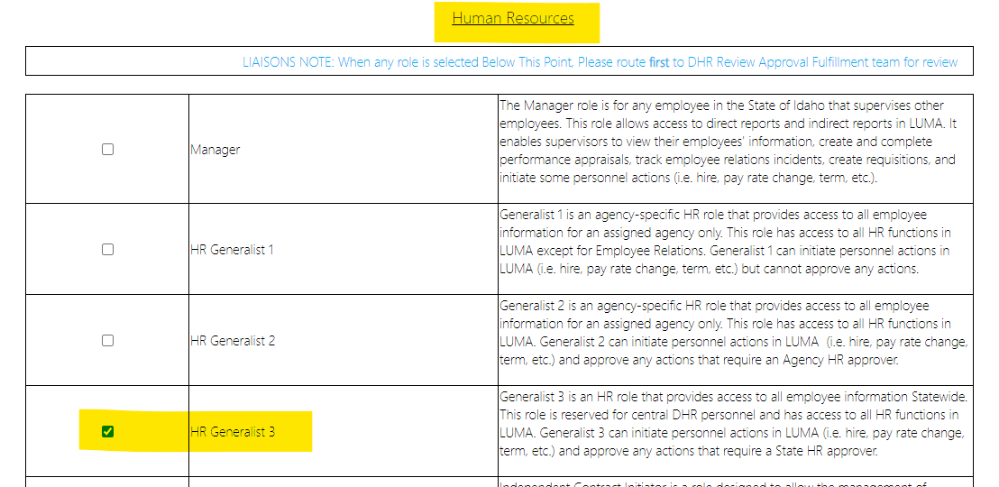 Human Resources
LIAISONS NOTE: When any role is selected Below This Point, Please route first to DHR Review Approval Fulfillment team for review
Manager
The Manager role is for any employee in the State of Idaho that supervises other
employees. This role allows access to direct reports and indirect reports in LUMA. It
enables supervisors to view their employees' information, create and complete
performance appraisals, track employee relations incidents, create requisitions, and
initiate some personnel actions (i.e. hire, pay rate change, term, etc.).
HR Generalist 1
Generalist 1 is an agency-specific HR role that provides access to all employee
information for an assigned agency only. This role has access to all HR functions in
LUMA except for Employee Relations. Generalist 1 can initiate personnel actions in
LUMA (i.e. hire, pay rate change, term, etc.) but cannot approve any actions.
HR Generalist 2
Generalist 2 is an agency-specific HR role that provides access to all employee
information for an assigned agency only. This role has access to all HR functions in
LUMA. Generalist 2 can initiate personnel actions in LUMA (i.e. hire, pay rate change,
term, etc.) and approve any actions that require an Agency HR approver.
HR Generalist 3
Generalist 3 is an HR role that provides access to all employee information Statewide.
This role is reserved for central DHR personnel and has access to all HR functions in
LUMA. Generalist 3 can initiate personnel actions in LUMA (i.e. hire, pay rate change,
term, etc.) and approve any actions that require a State HR approver.
Independent Contract Initiator is a role designed to allow the management of